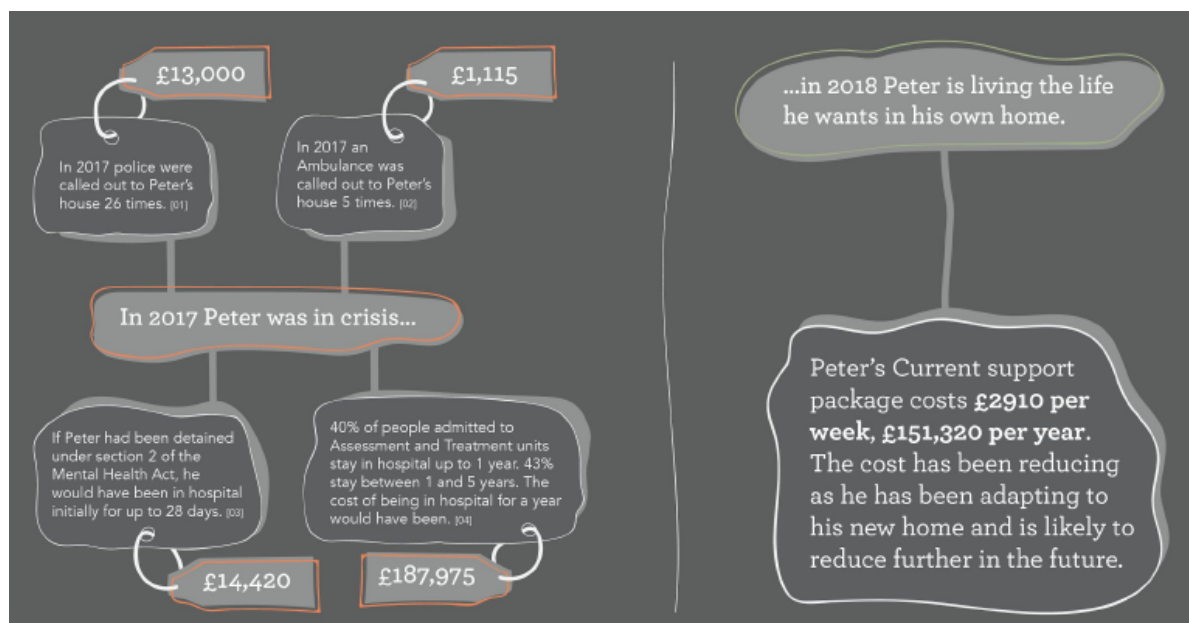 £13,000
In 2017 police were
called out to Peter's
house 26 times. [01]
£1,115
In 2017 an
Ambulance was
called out to Peter's
house 5 times. [02]
In 2017 Peter was in crisis...
If Peter had been detained
under section 2 of the
Mental Health Act, he
would have been in hospital
initially for up to 28 days. [03]
£14,420
40% of people admitted to
Assessment and Treatment units
stay in hospital up to 1 year. 43%
stay between 1 and 5 years. The
cost of being in hospital for a year
would have been. [04]
£187,975
...in 2018 Peter is living the life
he wants in his own home.
Peter's Current support
package costs £2910 per
week, £151,320 per year.
The cost has been reducing
as he has been adapting to
his new home and is likely to
reduce further in the future.